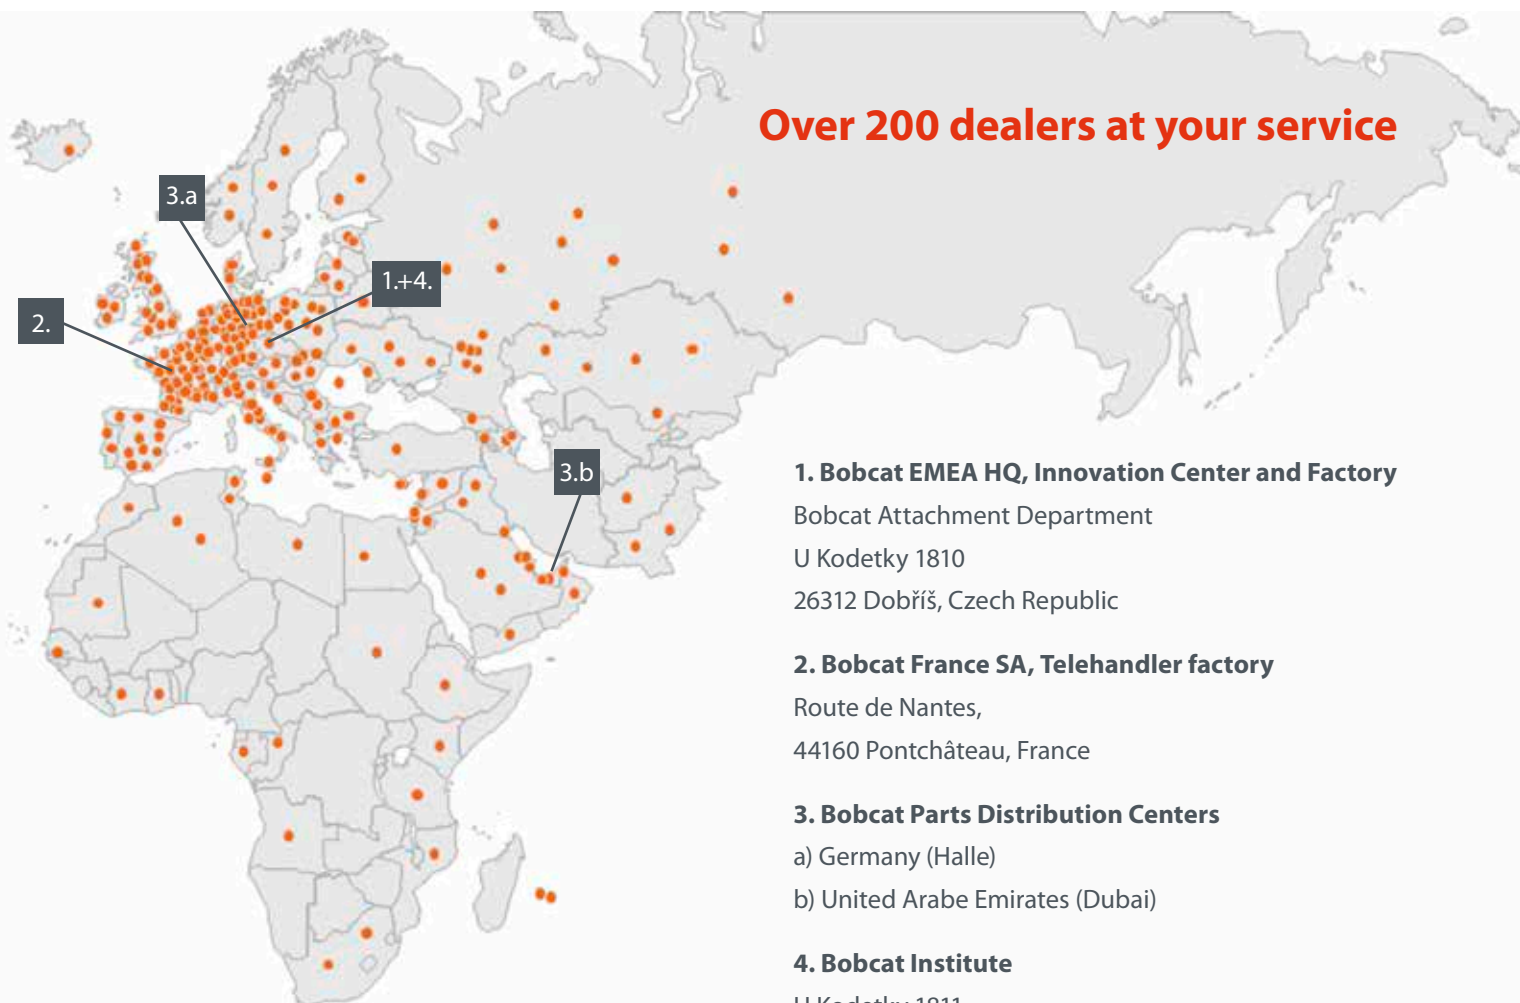 Over 200 dealers at your service
3.a
1.+4.
2.
3.b
1. Bobcat EMEA HQ, Innovation Center and Factory
Bobcat Attachment Department
U Kodetky 1810
26312 Dobříš, Czech Republic
2. Bobcat France SA, Telehandler factory
Route de Nantes,
44160 Pontchâteau, France
3. Bobcat Parts Distribution Centers
a) Germany (Halle)
b) United Arabe Emirates (Dubai)
4. Bobcat Institute
U Kodetky 1811